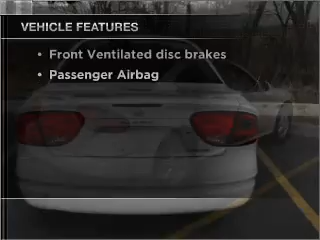 VEHICLE FEATURES
• Front Ventilated disc brakes
• Passenger Airbag